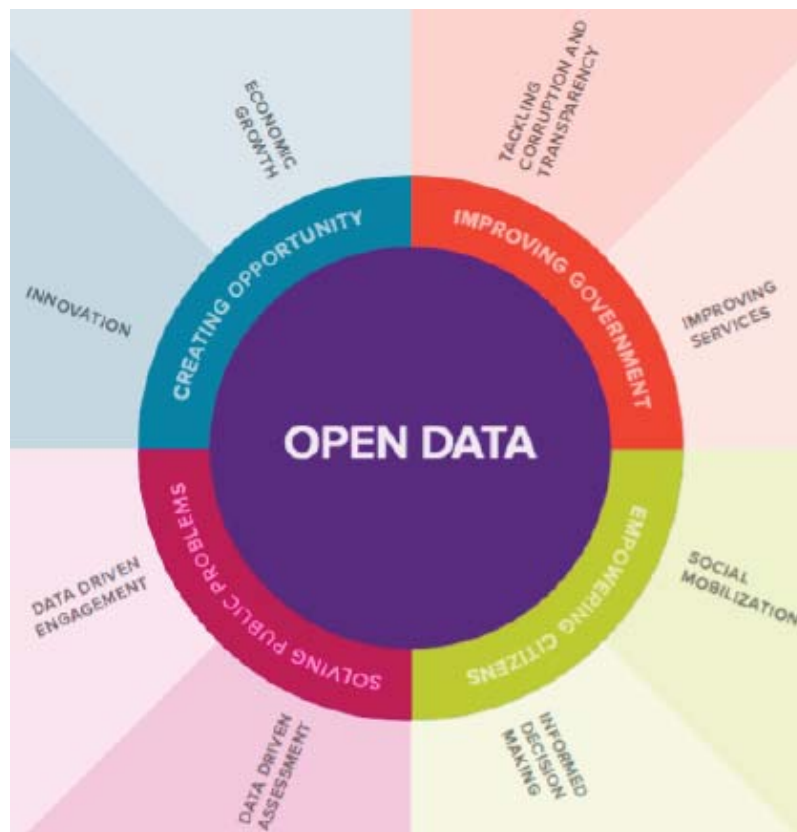 ECONOMIC
GROWTH
TACKLING
CORRUPTION AND
TRANSPARENCY
INNOVATION
CREATING OPPORTUNITY
IMPROVING GOVERNMENT
IMPROVING
SERVICES
OPEN DATA
DATA DRIVEN
ENGAGEMENT
SOLVING PUBLIC PROBLEMS
EMPOWERING CITIZENS
SOCIAL
MOBILIZATION
DATA DRIVEN
ASSESSMENT
INFORMED
DECISION
MAKING